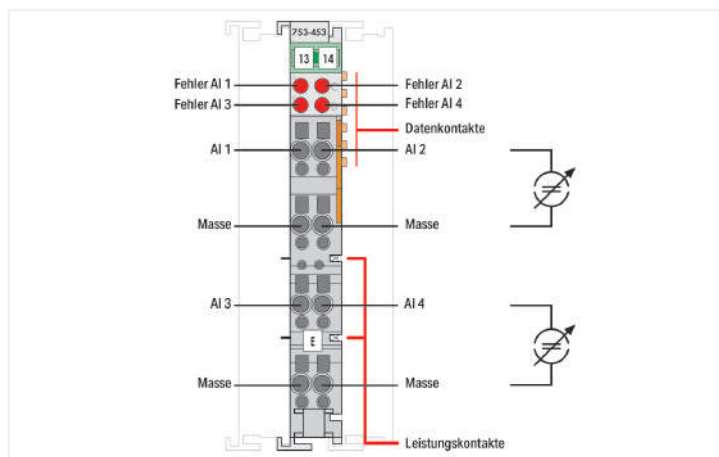 753-453
13 14
Fehler AI 1 Fehler AI 2
Fehler AI 3 Fehler AI 4
Datenkontakte
AI 1 AI 2
Masse Masse
AI 3 AI 4
E
Masse Masse
Leistungskontakte